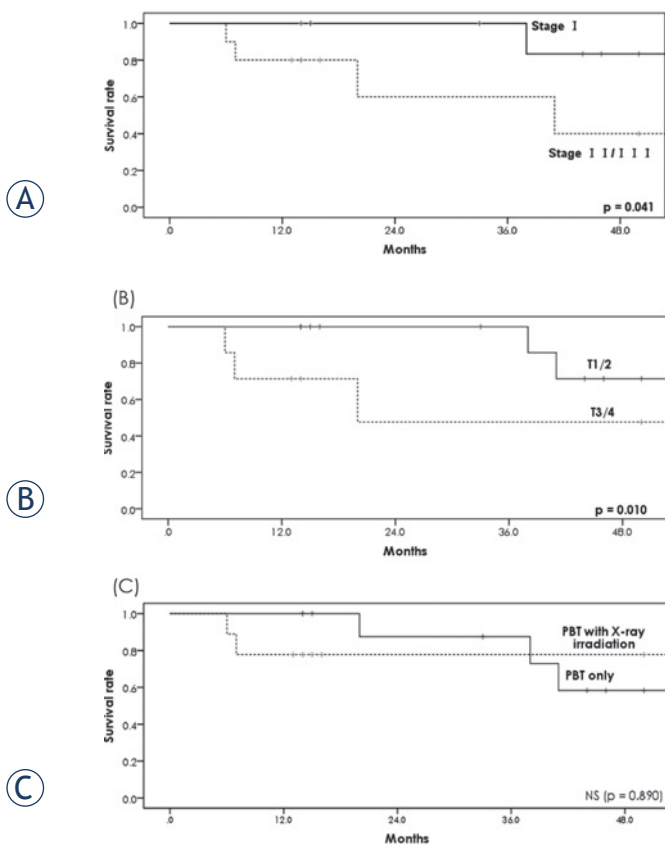 1.0
0.8
0.6
0.4
0.2
0.0
Survival rate
Stage I
Stage I I / I I I
p = 0.041
.0 12.0 24.0 36.0 48.0
Months
A
(B)
1.0
0.8
0.6
0.4
0.2
0.0
Survival rate
T1/2
T3/4
p = 0.010
.0 12.0 24.0 36.0 48.0
Months
B
(C)
1.0
0.8
0.6
0.4
0.2
0.0
Survival rate
PBT with X-ray
irradiation
PBT only
NS (p = 0.890)
.0 12.0 24.0 36.0 48.0
Months
C